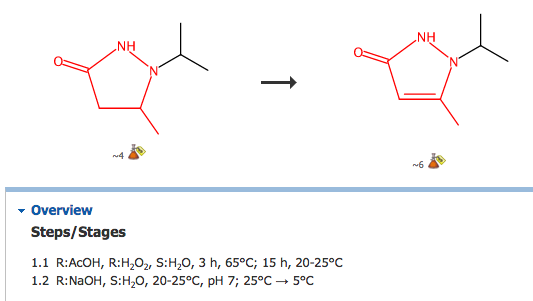 NH NH
O N O N
~4 ~6
Overview
Steps/Stages
1.1 R:AcOH, R:H₂O₂, S:H₂O, 3 h, 65°C; 15 h, 20-25°C
1.2 R:NaOH, S:H₂O, 20-25°C, pH 7; 25°C → 5°C